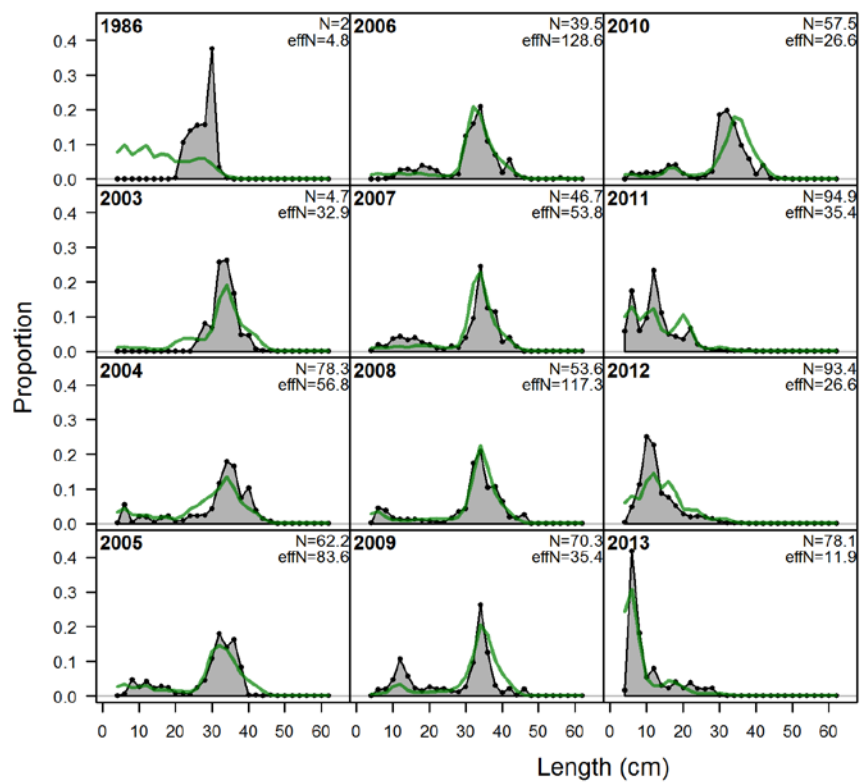 1986 N=2 2006 N=39.5 2010 N=57.5
effN=4.8 effN=128.6 effN=26.6
0.4
0.3
0.2
0.1
0.0
2003 N=4.7 2007 N=46.7 2011 N=94.9
effN=32.9 effN=53.8 effN=35.4
0.4
0.3
0.2
0.1
0.0
Proportion
2004 N=78.3 2008 N=53.6 2012 N=93.4
effN=56.8 effN=117.3 effN=26.6
0.4
0.3
0.2
0.1
0.0
2005 N=62.2 2009 N=70.3 2013 N=78.1
effN=83.6 effN=35.4 effN=11.9
0.4
0.3
0.2
0.1
0.0
0 10 20 30 40 50 60 0 10 20 30 40 50 60 0 10 20 30 40 50 60
Length (cm)